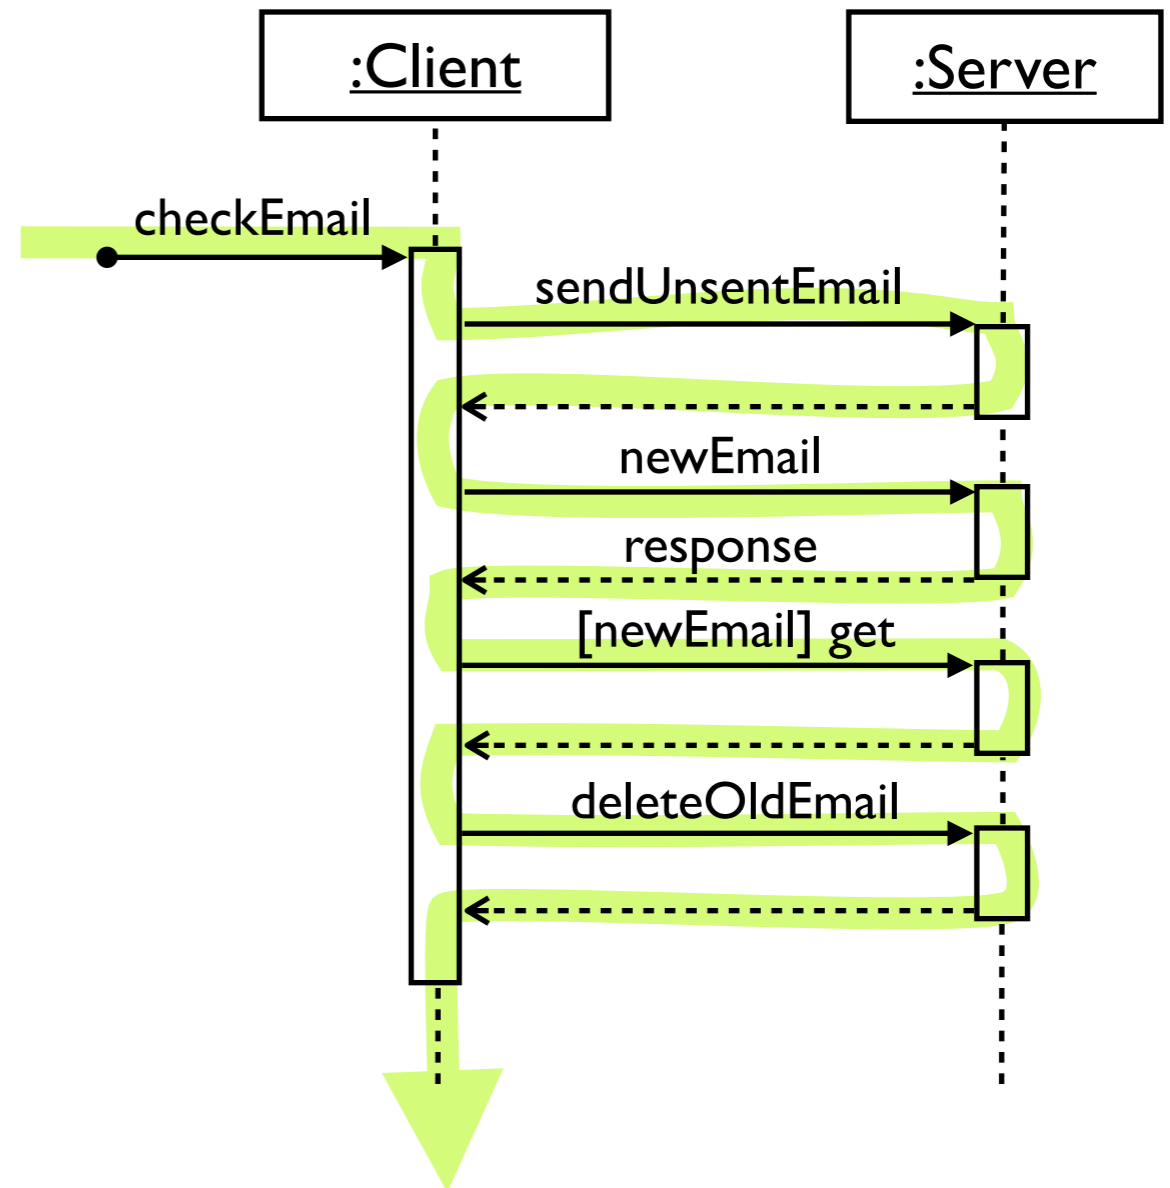 :Client
:Server
checkEmail
sendUnsentEmail
newEmail
response
[newEmail] get
deleteOldEmail